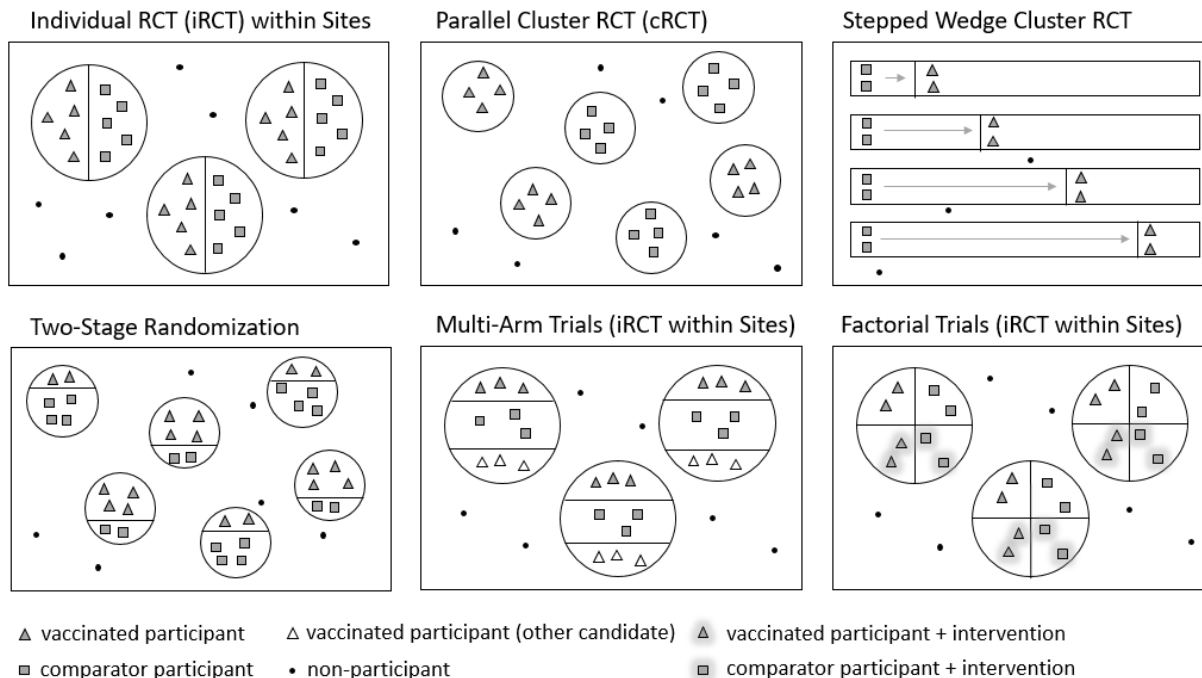 Individual RCT (iRCT) within Sites
Parallel Cluster RCT (cRCT)
Stepped Wedge Cluster RCT
Two-Stage Randomization
Multi-Arm Trials (iRCT within Sites)
Factorial Trials (iRCT within Sites)
vaccinated participant
vaccinated participant (other candidate)
vaccinated participant + intervention
comparator participant
non-participant
comparator participant + intervention